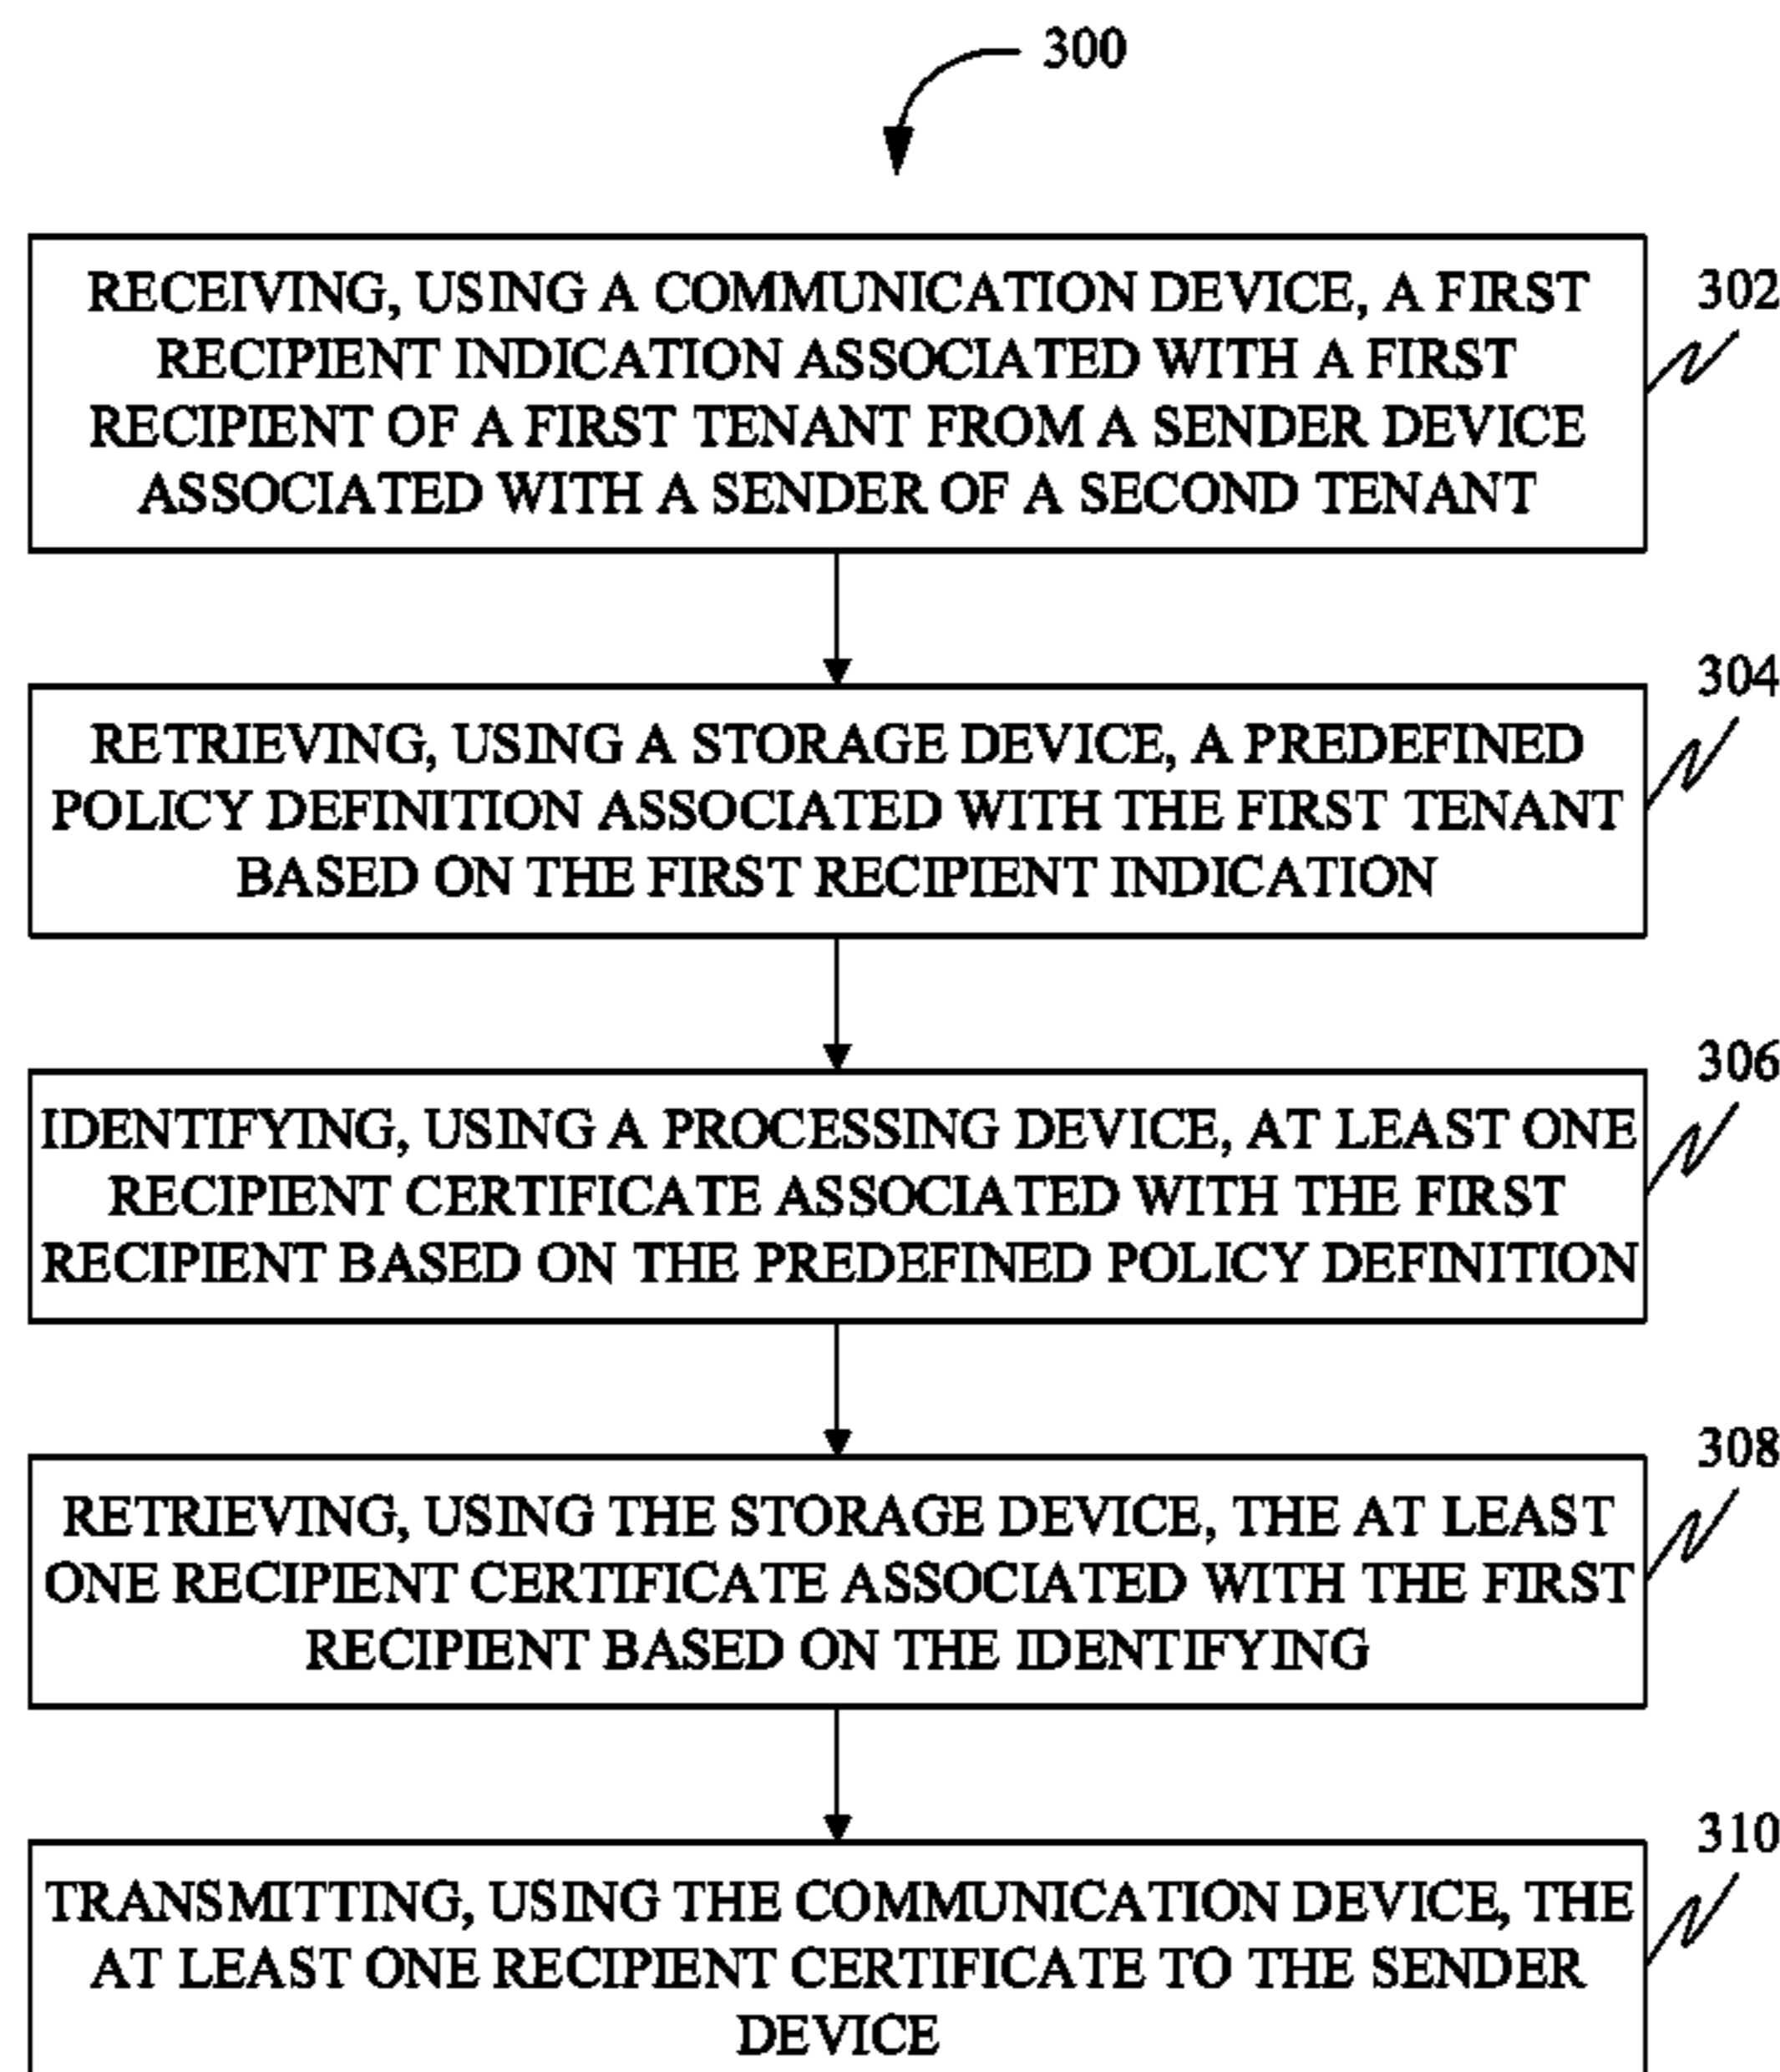 300
RECEIVING, USING A COMMUNICATION DEVICE, A FIRST
RECIPIENT INDICATION ASSOCIATED WITH A FIRST
RECIPIENT OF A FIRST TENANT FROM A SENDER DEVICE
ASSOCIATED WITH A SENDER OF A SECOND TENANT
302
RETRIEVING, USING A STORAGE DEVICE, A PREDEFINED
POLICY DEFINITION ASSOCIATED WITH THE FIRST TENANT
BASED ON THE FIRST RECIPIENT INDICATION
304
IDENTIFYING, USING A PROCESSING DEVICE, AT LEAST ONE
RECIPIENT CERTIFICATE ASSOCIATED WITH THE FIRST
RECIPIENT BASED ON THE PREDEFINED POLICY DEFINITION
306
RETRIEVING, USING THE STORAGE DEVICE, THE AT LEAST
ONE RECIPIENT CERTIFICATE ASSOCIATED WITH THE FIRST
RECIPIENT BASED ON THE IDENTIFYING
308
TRANSMITTING, USING THE COMMUNICATION DEVICE, THE
AT LEAST ONE RECIPIENT CERTIFICATE TO THE SENDER
DEVICE
310